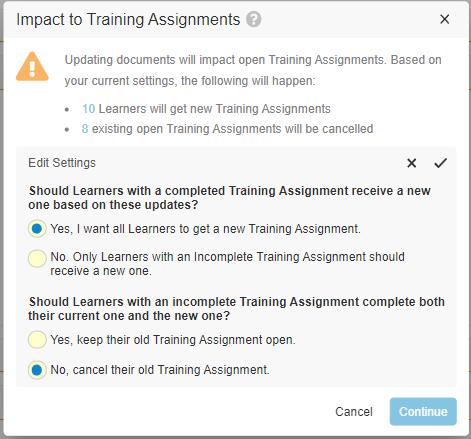 Impact to Training Assignments ?
Updating documents will impact open Training Assignments. Based on
your current settings, the following will happen:
• 10 Learners will get new Training Assignments
• 8 existing open Training Assignments will be cancelled
Edit Settings
Should Learners with a completed Training Assignment receive a new
one based on these updates?
Yes, I want all Learners to get a new Training Assignment.
No. Only Learners with an Incomplete Training Assignment should
receive a new one.
Should Learners with an incomplete Training Assignment complete both
their current one and the new one?
Yes, keep their old Training Assignment open.
No, cancel their old Training Assignment.
Cancel Continue